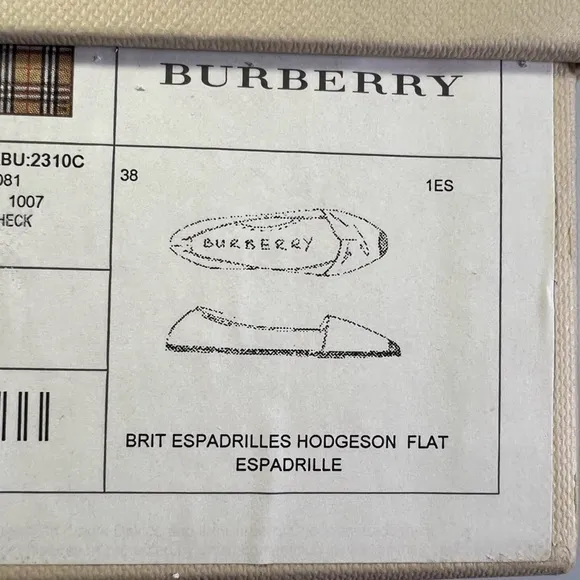 BURBERRY
BU:2310C
081
1007
HECK
38
1ES
BURBERRY
BRIT ESPADRILLES HODGESON FLAT
ESPADRILLE